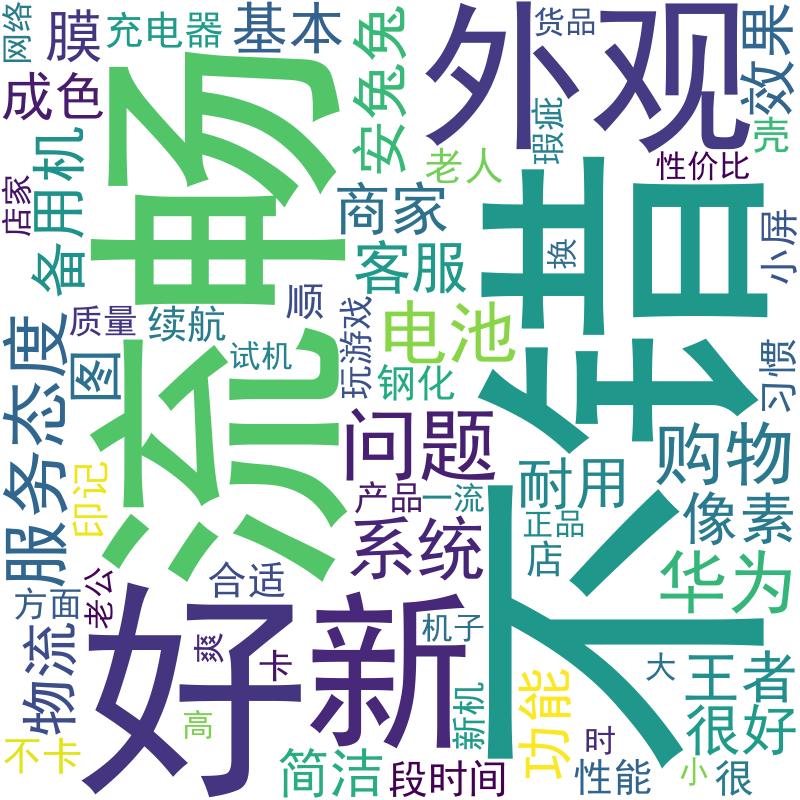 网络
膜
充电器
基本
安兔兔
外观
货品
效果
成色
流畅
瑕疵
壳
店家
备用机
老人
性价比
商家
不错
换
小屏
客服
质量
续航
顺
玩游戏
电池
服务态度
图
试机
钢化
习惯
印记
问题
购物
耐用
产品
一流
正品
像素
系统
店
华为
方面
老公
合适
好
新
机子
物流
爽
卡
大
王者
不卡
高
新机
功能
时
很好
简洁
段时间
性能
小
很